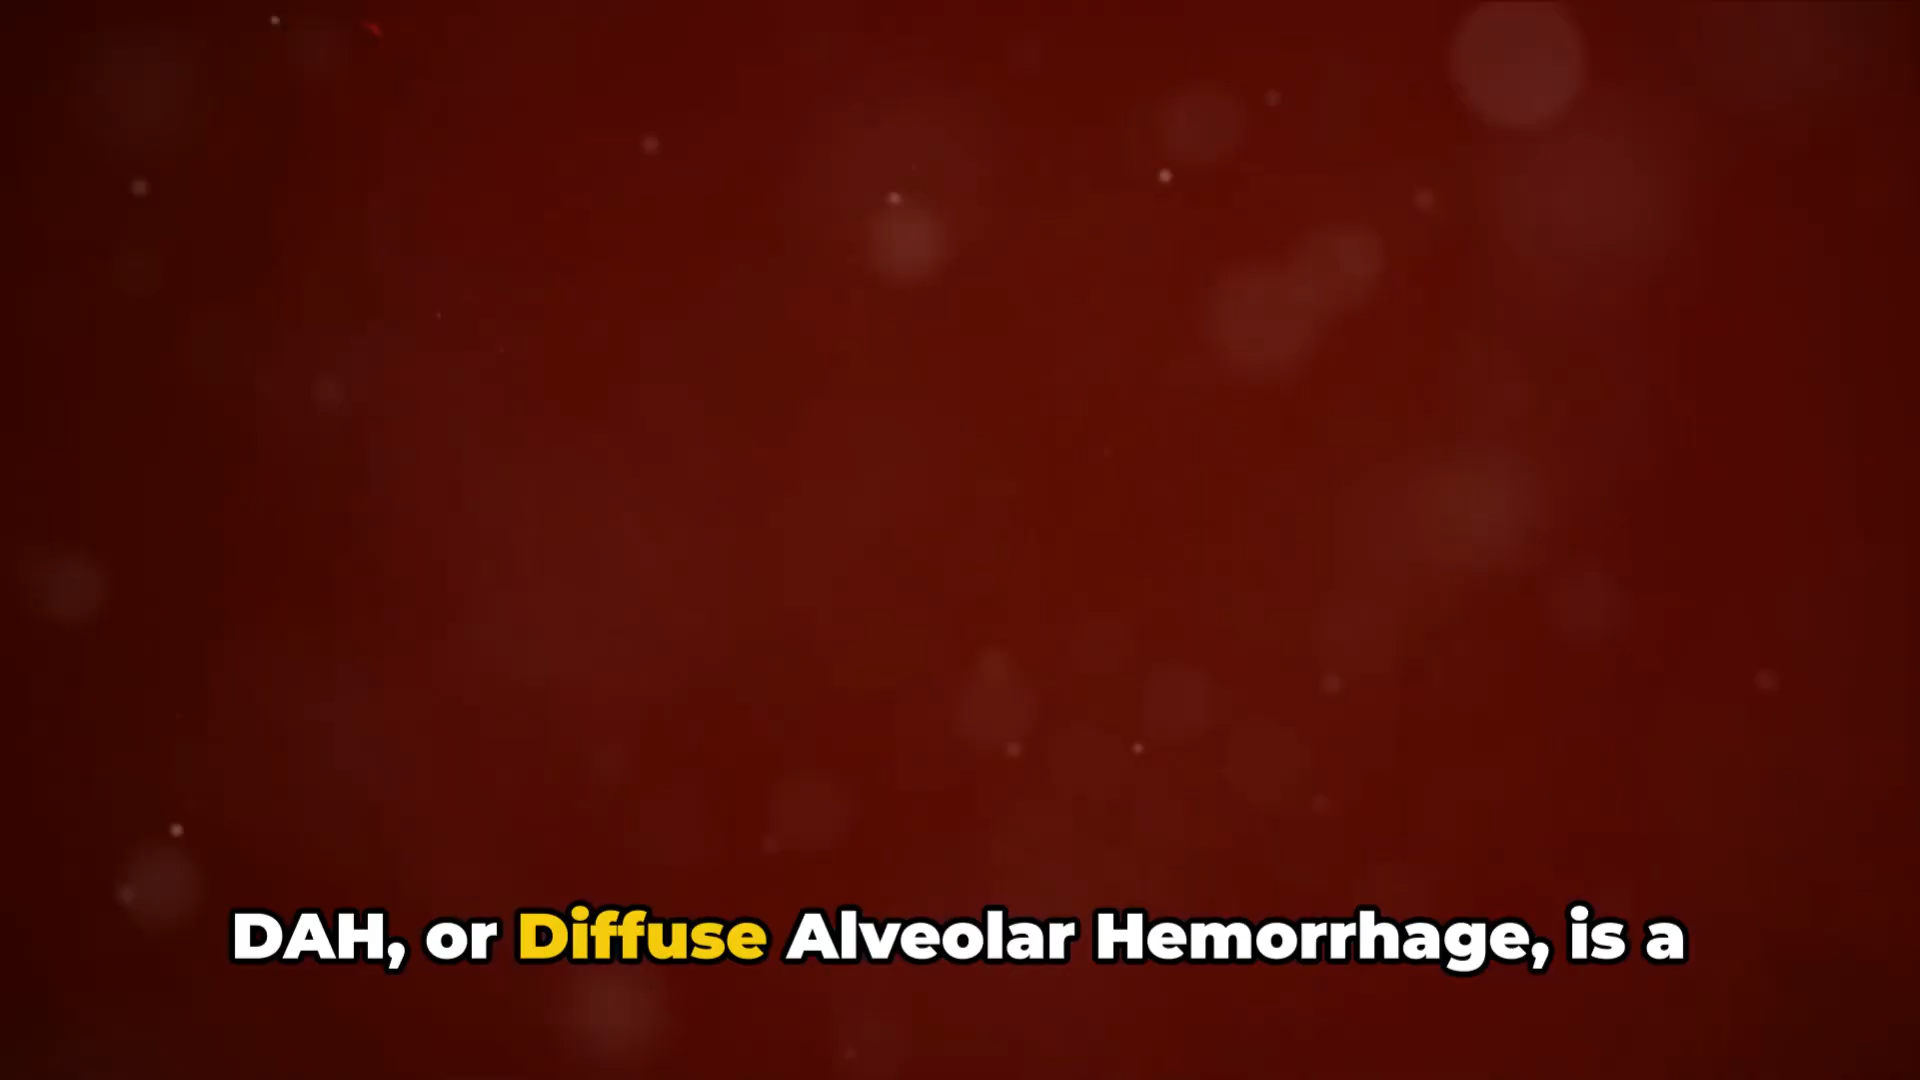 DAH, or Diffuse Alveolar Hemorrhage, is a